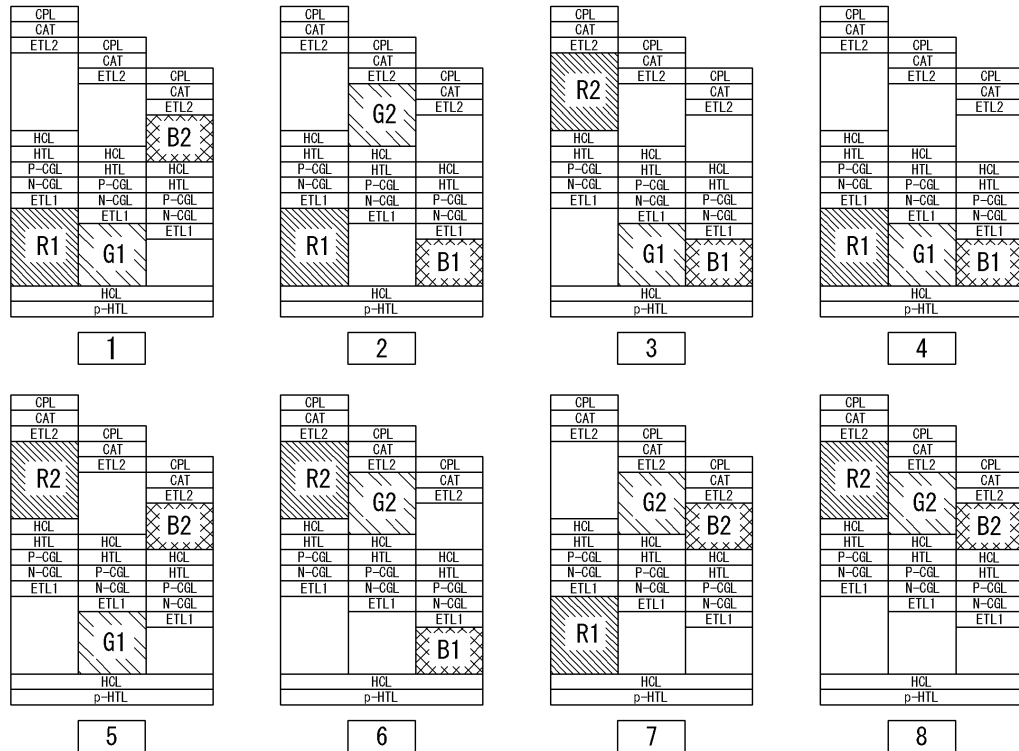 CPL
CAT
ETL2 CPL
CAT
ETL2 CPL
CAT
ETL2
B2
HCL
HTL HCL
P-CGL HTL HCL
N-CGL P-CGL HTL
ETL1 N-CGL P-CGL
ETL1 N-CGL
ETL1
R1 G1
HCL
p-HTL
1
CPL
CAT
ETL2 CPL
CAT
ETL2 CPL
CAT
ETL2
G2
HCL
HTL HCL
P-CGL HTL HCL
N-CGL P-CGL HTL
ETL1 N-CGL P-CGL
ETL1 N-CGL
ETL1
R1 B1
HCL
p-HTL
2
CPL
CAT
ETL2 CPL
CAT
ETL2 CPL
R2 CAT
ETL2
HCL
HTL HCL
P-CGL HTL HCL
N-CGL P-CGL HTL
ETL1 N-CGL P-CGL
ETL1 N-CGL
ETL1
G1 B1
HCL
p-HTL
3
CPL
CAT
ETL2 CPL
CAT
ETL2 CPL
CAT
ETL2
HCL
HTL HCL
P-CGL HTL HCL
N-CGL P-CGL HTL
ETL1 N-CGL P-CGL
ETL1 N-CGL
ETL1
R1 G1 B1
HCL
p-HTL
4
CPL
CAT
ETL2 CPL
CAT
ETL2 CPL
R2 CAT
ETL2
B2
HCL
HTL HCL
P-CGL HTL HCL
N-CGL P-CGL HTL
ETL1 N-CGL P-CGL
ETL1 N-CGL
ETL1
G1
HCL
p-HTL
5
CPL
CAT
ETL2 CPL
CAT
ETL2 CPL
R2 CAT
ETL2
G2
HCL
HTL HCL
P-CGL HTL HCL
N-CGL P-CGL HTL
ETL1 N-CGL P-CGL
ETL1 N-CGL
ETL1
B1
HCL
p-HTL
6
CPL
CAT
ETL2 CPL
CAT
ETL2 CPL
CAT
ETL2
G2 B2
HCL
HTL HCL
P-CGL HTL HCL
N-CGL P-CGL HTL
ETL1 N-CGL P-CGL
ETL1 N-CGL
ETL1
R1
HCL
p-HTL
7
CPL
CAT
ETL2 CPL
CAT
ETL2 CPL
R2 CAT
ETL2
G2 B2
HCL
HTL HCL
P-CGL HTL HCL
N-CGL P-CGL HTL
ETL1 N-CGL P-CGL
ETL1 N-CGL
ETL1
HCL
p-HTL
8